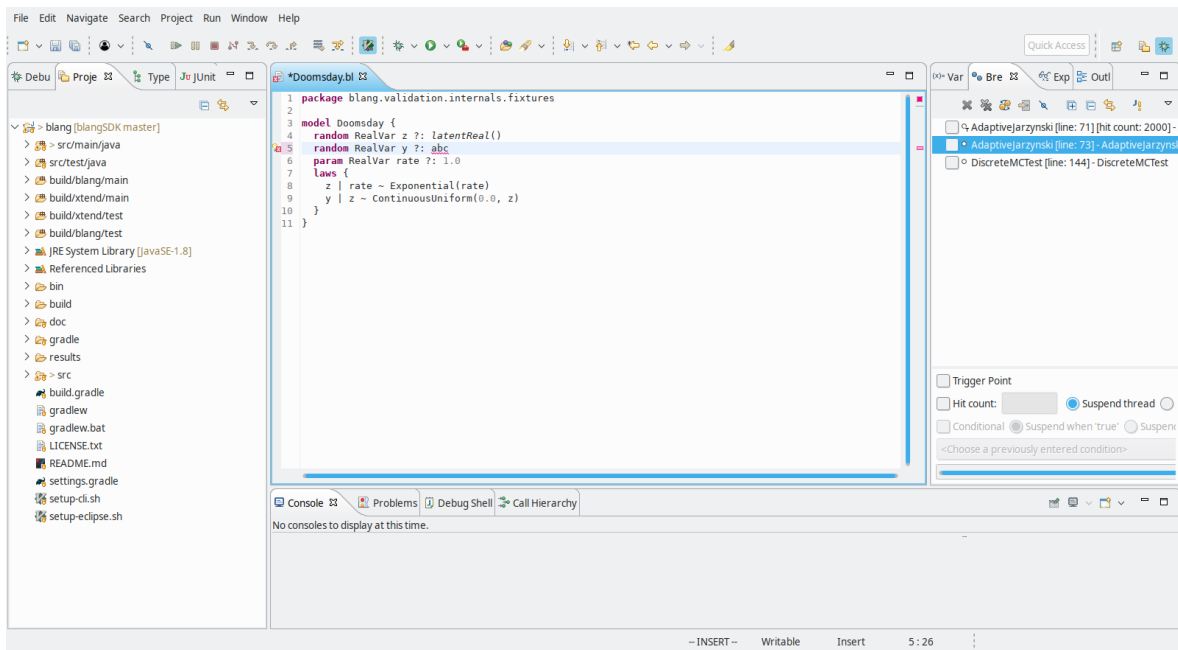 File Edit Navigate Search Project Run Window Help
Quick Access
Debu Proje Type JUnit
> blang [blangSDK master]
> src/main/java
src/test/java
build/blang/main
build/xtend/main
build/xtend/test
build/blang/test
JRE System Library [JavaSE-1.8]
Referenced Libraries
bin
build
doc
gradle
results
> src
build.gradle
gradlew
gradlew.bat
LICENSE.txt
README.md
settings.gradle
setup-cli.sh
setup-eclipse.sh
*Doomsday.bl
1 package blang.validation.internals.fixtures
2
3 model Doomsday {
4 random RealVar z ?: latentReal()
5 random RealVar y ?: abc
6 param RealVar rate ?: 1.0
7 laws {
8 z | rate ~ Exponential(rate)
9 y | z ~ ContinuousUniform(0.0, z)
10 }
11 }
(x)= Var Bre Exp Outl
AdaptiveJarzynski [line: 71] [hit count: 2000] -
AdaptiveJarzynski [line: 73] - AdaptiveJarzynsk
DiscreteMCTest [line: 144] - DiscreteMCTest
Trigger Point
Hit count: Suspend thread
Conditional Suspend when 'true' Suspen
<Choose a previously entered condition>
Console Problems Debug Shell Call Hierarchy
No consoles to display at this time.
-- INSERT -- Writable Insert 5 : 26